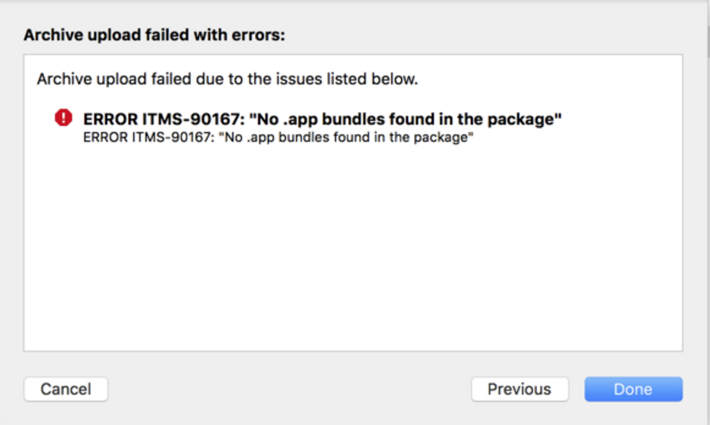 Archive upload failed with errors:
Archive upload failed due to the issues listed below.
ERROR ITMS-90167: "No .app bundles found in the package"
ERROR ITMS-90167: "No .app bundles found in the package"
Cancel
Previous
Done